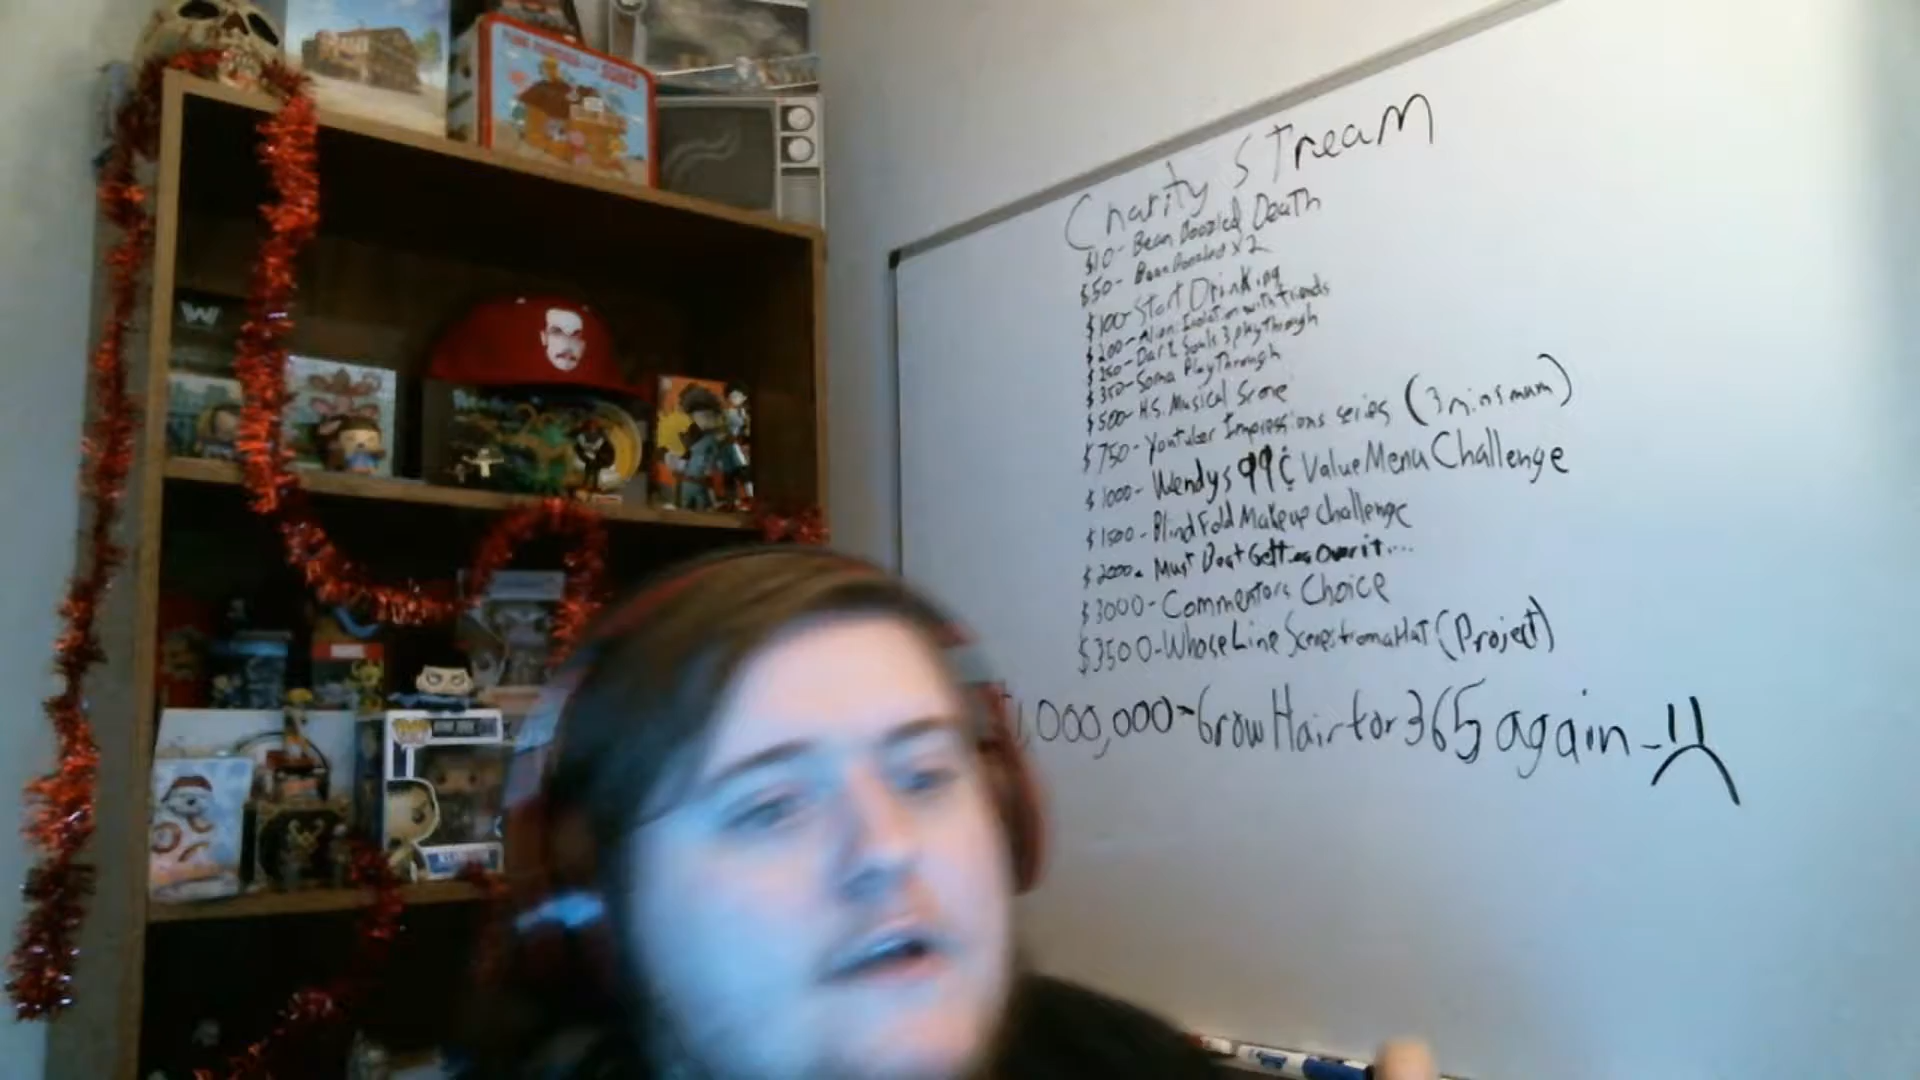 Charity Stream
$10- Bean Boozled Death
$50- Bean Boozled x2
$100- Start Drinking
$200- Alien: Isolation with friends
$250- Dark Souls 3 playthrough
$350- Soma PlayThrough
$500- H.S. Musical Score
$750- Youtuber Impressions series (3 minimum)
$1000- Wendys 99¢ Value Menu Challenge
$1500- Blind Fold Makeup Challenge
$2000- Must Beat Getting Over it...
$3000- Commentors Choice
$3500- Whose Line Scenes from a Hat (Project)
1,000,000- Grow Hair for 365 again -
W
POP